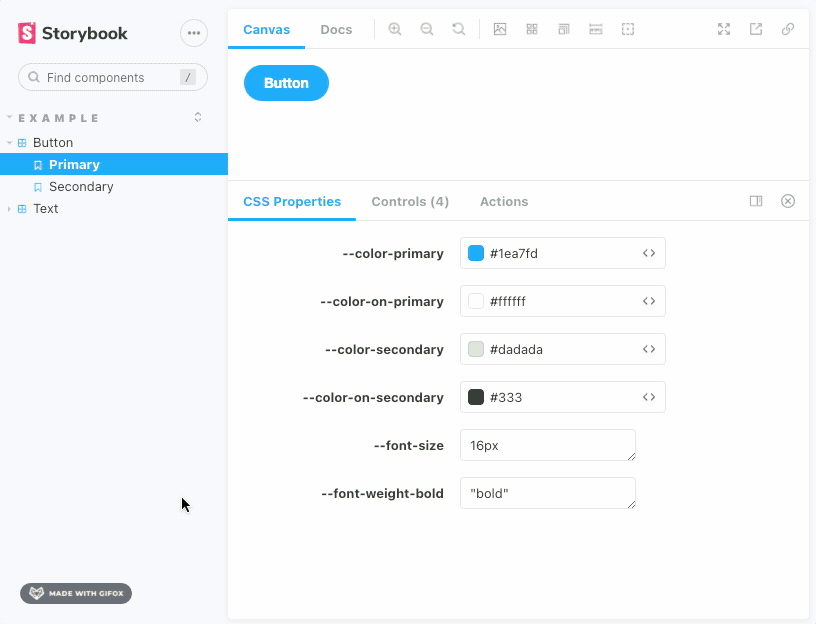 Storybook
Find components /
EXAMPLE
Button
Primary
Secondary
Text
MADE WITH GIFOX
Canvas Docs
Button
CSS Properties Controls (4) Actions
--color-primary #1ea7fd
--color-on-primary #ffffff
--color-secondary #dadada
--color-on-secondary #333
--font-size 16px
--font-weight-bold "bold"